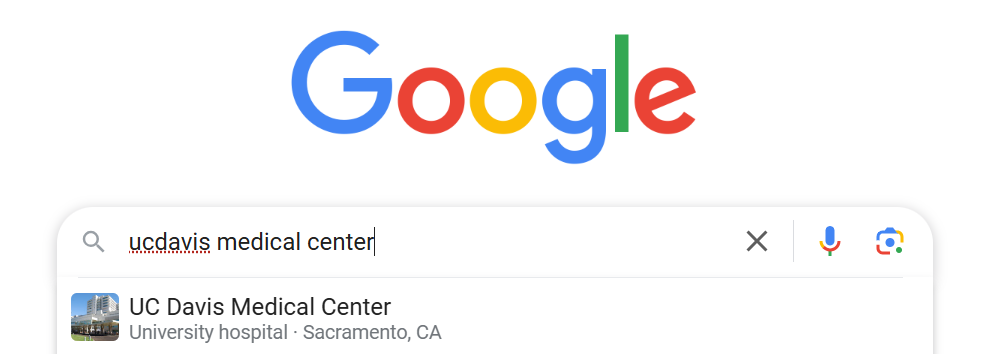 Google
ucdavis medical center
UC Davis Medical Center
University hospital · Sacramento, CA